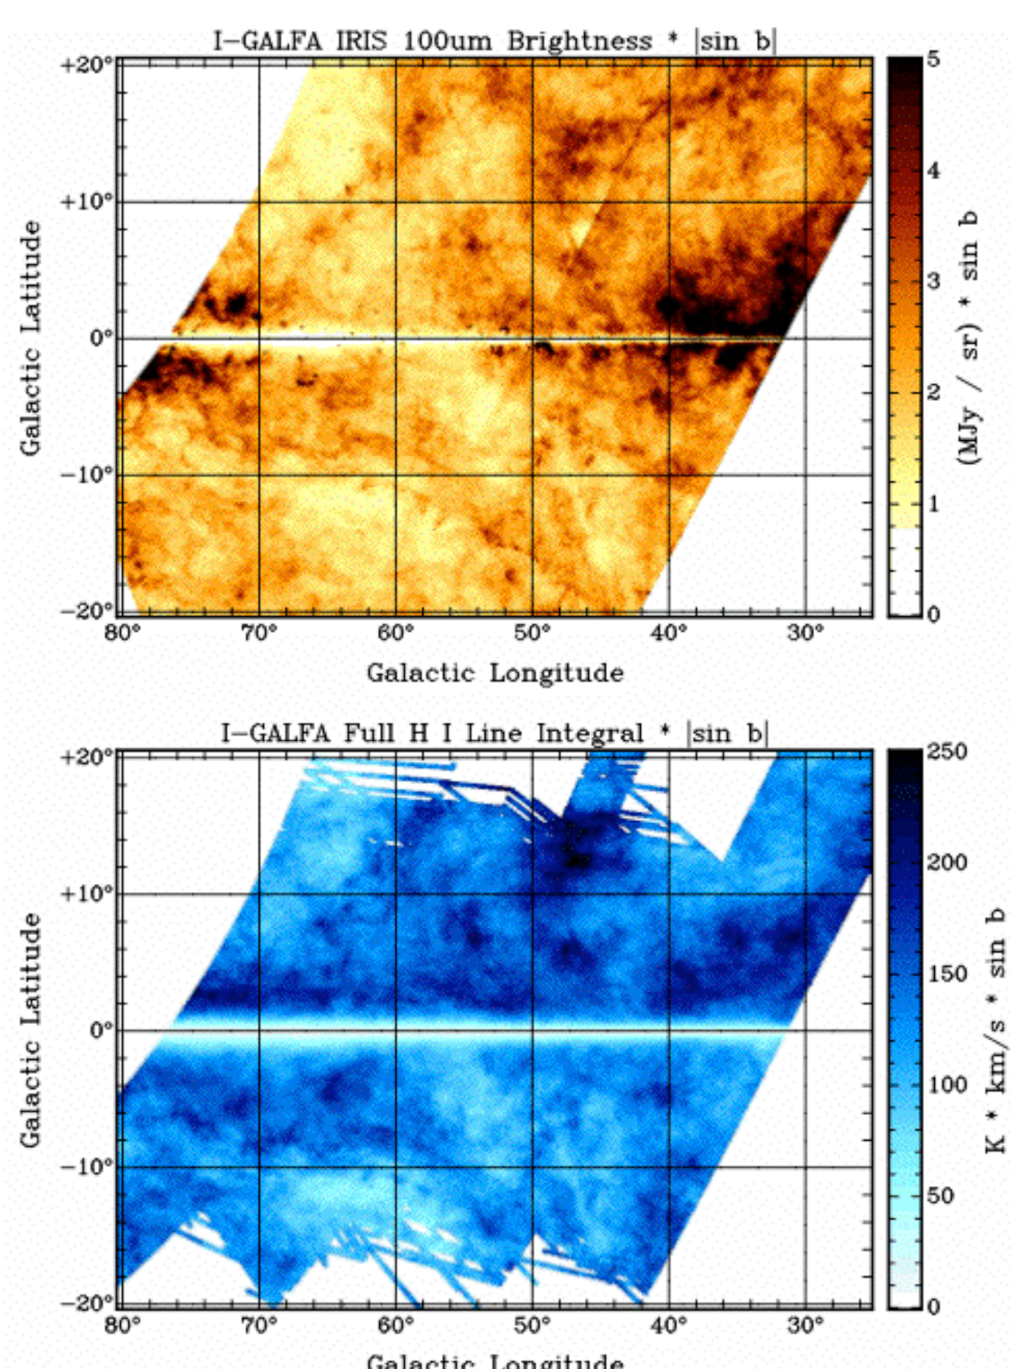 I-GALFA IRIS 100um Brightness * |sin b|
+20°
+10°
0°
-10°
-20°
Galactic Latitude
80° 70° 60° 50° 40° 30°
Galactic Longitude
5
4
3
2
1
0
(MJy / sr) * sin b
I-GALFA Full H I Line Integral * |sin b|
+20°
+10°
0°
-10°
-20°
Galactic Latitude
80° 70° 60° 50° 40° 30°
Galactic Longitude
250
200
150
100
50
0
K * km/s * sin b